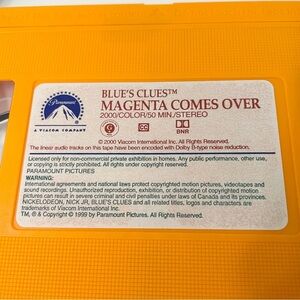 Paramount
A VIACOM COMPANY
BLUE'S CLUES™
MAGENTA COMES OVER
2000/COLOR/50 MIN./STEREO
CC
BNR
© 2000 Viacom International Inc. All Rights Reserved.
The linear audio tracks on this tape have been encoded with Dolby B-type noise reduction.
Licensed only for non-commercial private exhibition in homes. Any public performance, other use,
or copying is strictly prohibited. All rights under copyright reserved.
PARAMOUNT PICTURES
WARNING:
International agreements and national laws protect copyrighted motion pictures, videotapes and
sound recordings. Unauthorized reproduction, exhibition or distribution of copyrighted motion
pictures can result in severe criminal and civil penalties under laws of Canada and its provinces.
NICKELODEON, NICK JR, BLUE'S CLUES and all related titles, logos and characters are
trademarks of Viacom International Inc.
TM, ® & Copyright © 1999 by Paramount Pictures. All Rights Reserved.